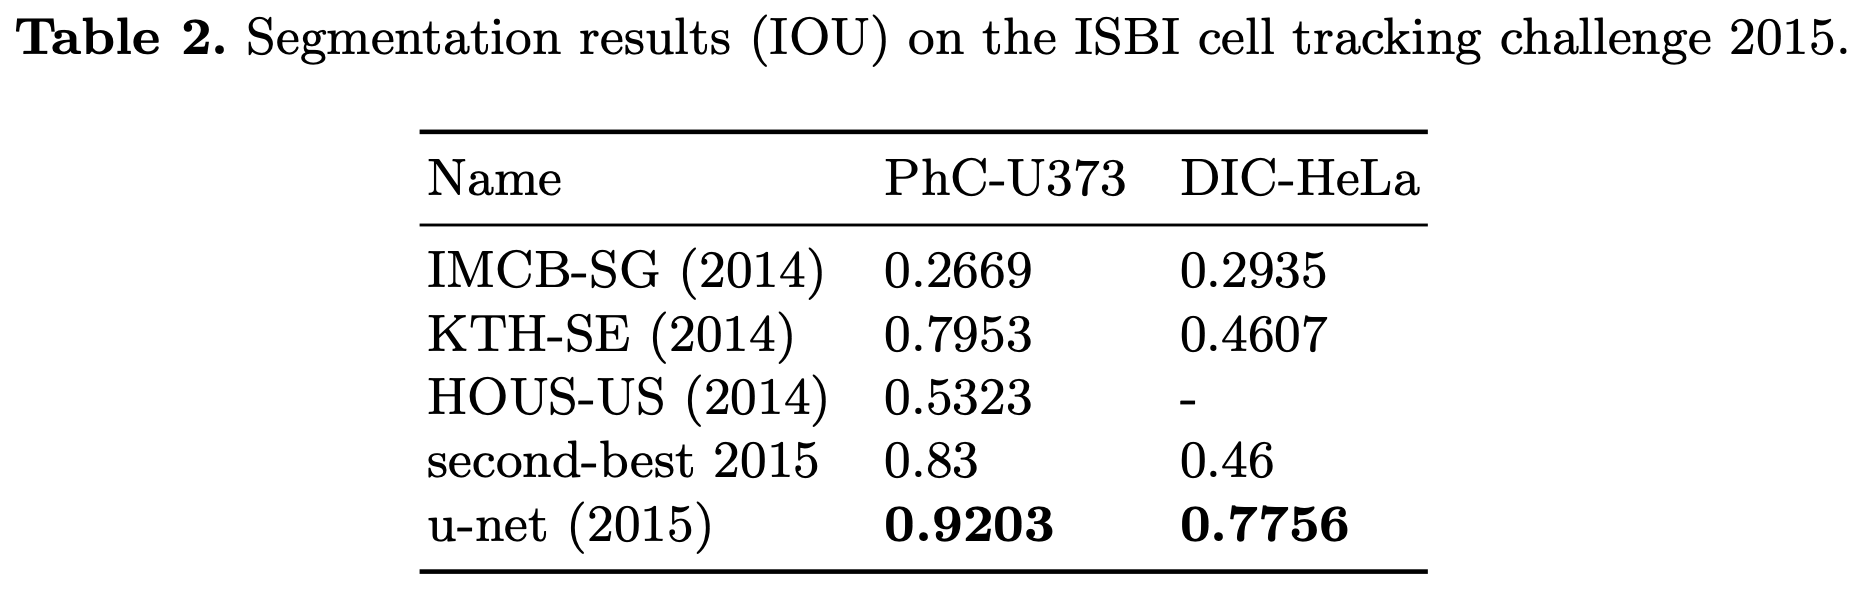 Table 2. Segmentation results (IOU) on the ISBI cell tracking challenge 2015.
Name PhC-U373 DIC-HeLa
IMCB-SG (2014) 0.2669 0.2935
KTH-SE (2014) 0.7953 0.4607
HOUS-US (2014) 0.5323 -
second-best 2015 0.83 0.46
u-net (2015) 0.9203 0.7756